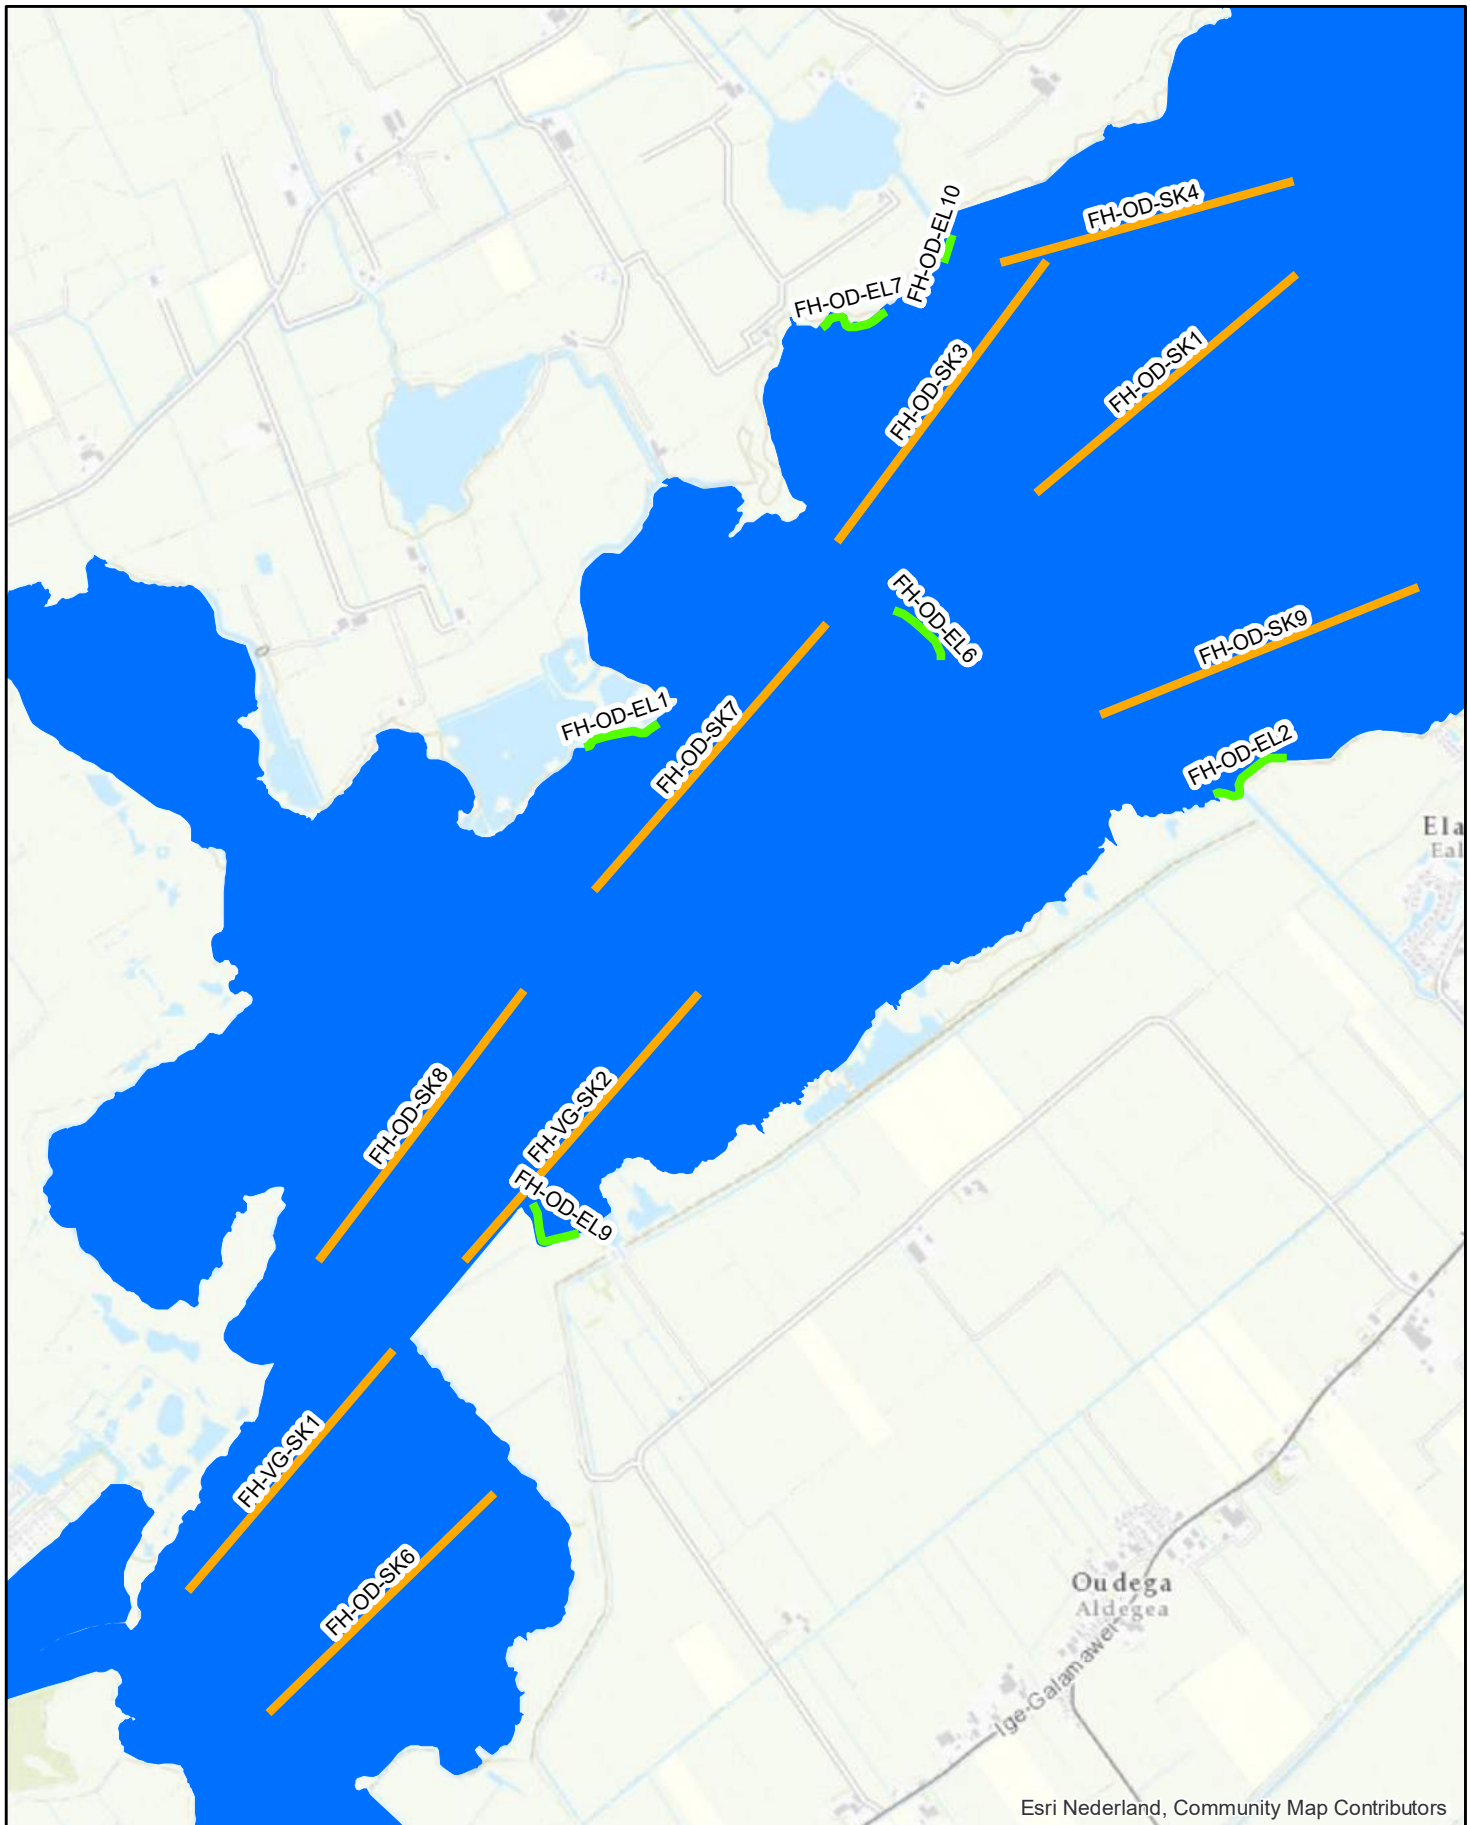 FH-OD-SK4
FH-OD-EL10
FH-OD-EL7
FH-OD-SK3
FH-OD-SK1
FH-OD-EL6
FH-OD-SK9
FH-OD-EL1
FH-OD-SK7
FH-OD-EL2
Ela
Eal
FH-OD-SK8
FH-VG-SK2
FH-OD-EL9
FH-VG-SK1
FH-OD-SK6
Oudega
Aldegea
Ige-Galamawei
Esri Nederland, Community Map Contributors